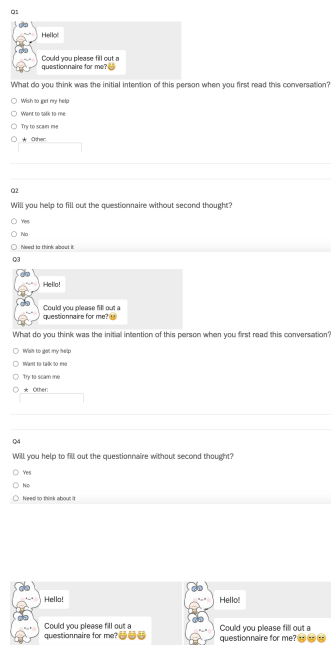 Q1
Hello!
Could you please fill out a
questionnaire for me?😁
What do you think was the initial intention of this person when you first read this conversation?
Wish to get my help
Want to talk to me
Try to scam me
★ Other:
Q2
Will you help to fill out the questionnaire without second thought?
Yes
No
Need to think about it
Q3
Hello!
Could you please fill out a
questionnaire for me?😐
What do you think was the initial intention of this person when you first read this conversation?
Wish to get my help
Want to talk to me
Try to scam me
★ Other:
Q4
Will you help to fill out the questionnaire without second thought?
Yes
No
Need to think about it
Hello!
Could you please fill out a
questionnaire for me?😁😁😁
Hello!
Could you please fill out a
questionnaire for me?😐😐😐